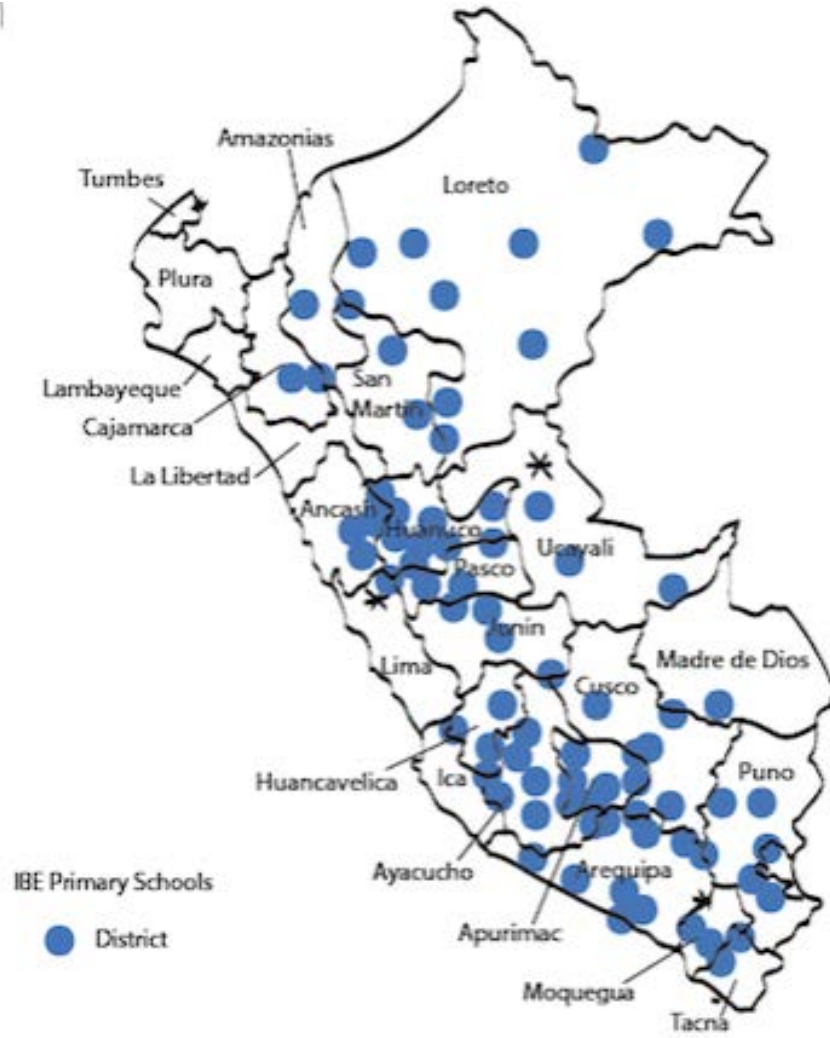 Amazonias
Tumbes
Loreto
Plura
Lambayeque
San
Martin
Cajamarca
La Libertad
Ancash
Huanuco
Ucayali
Pasco
Junin
Lima
Madre de Dios
Cusco
Huancavelica
Ica
Puno
Ayacucho
Arequipa
IBE Primary Schools
District
Apurimac
Moquegua
Tacna